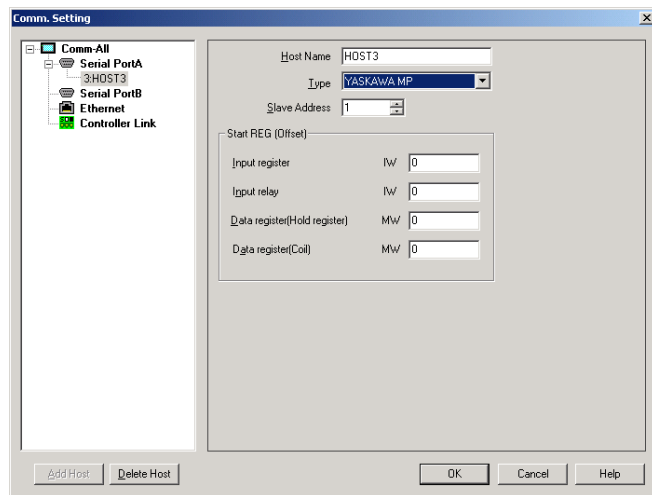 Comm. Setting
Comm-All
Serial PortA
3:HOST3
Serial PortB
Ethernet
Controller Link
Host Name HOST3
Type YASKAWA MP
Slave Address 1
Start REG (Offset)
Input register IW 0
Input relay IW 0
Data register(Hold register) MW 0
Data register(Coil) MW 0
Add Host Delete Host OK Cancel Help